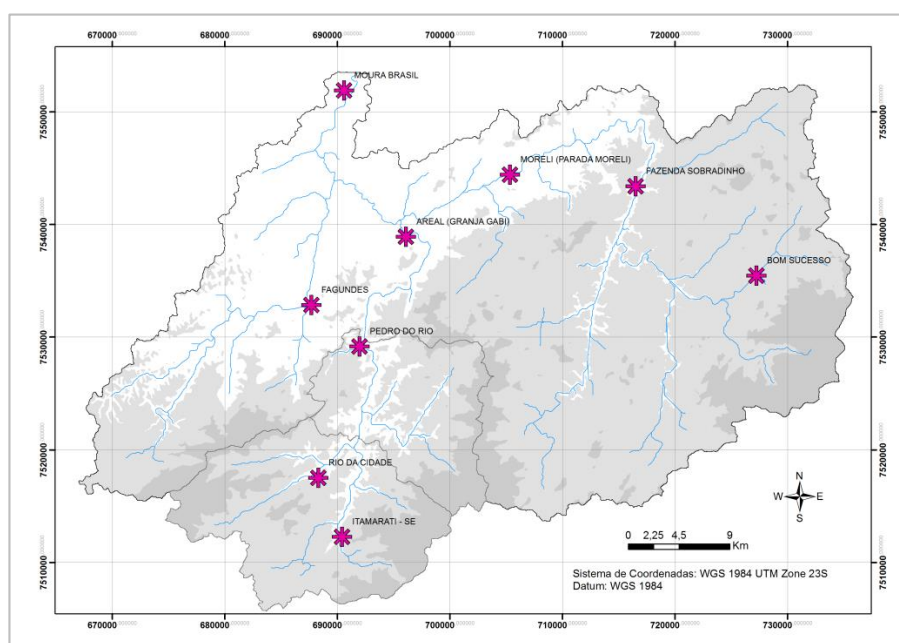 670000 680000 690000 700000 710000 720000 730000
MOURA BRASIL
7550000 7550000
MORELI (PARADA MORELI)
FAZENDA SOBRADINHO
7540000 AREAL (GRANJA GABI) 7540000
BOM SUCESSO
FAGUNDES
PEDRO DO RIO
7530000 7530000
7520000 7520000
RIO DA CIDADE
N
W E
S
ITAMARATI - SE
0 2,25 4,5 9
Km
7510000 7510000
Sistema de Coordenadas: WGS 1984 UTM Zone 23S
Datum: WGS 1984
670000 680000 690000 700000 710000 720000 730000